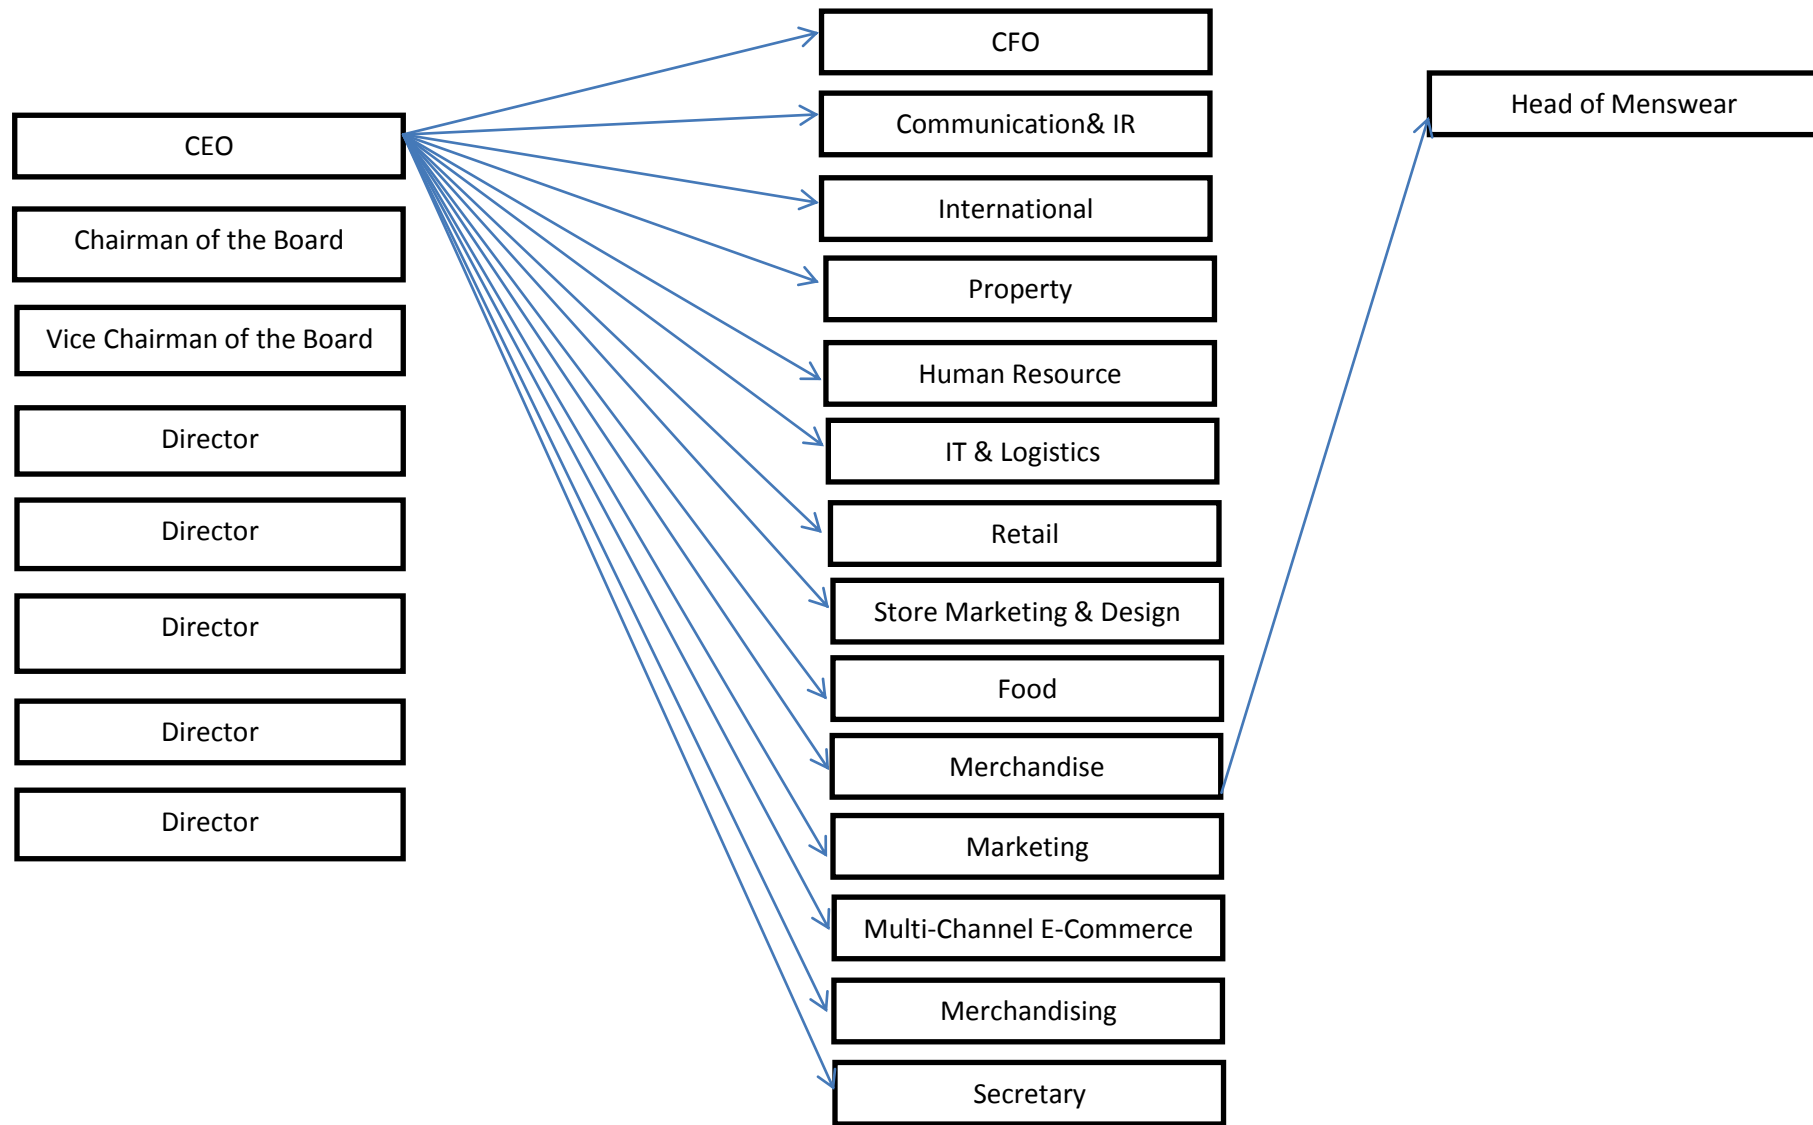 CEO
Chairman of the Board
Vice Chairman of the Board
Director
Director
Director
Director
Director
CFO
Communication& IR
International
Property
Human Resource
IT & Logistics
Retail
Store Marketing & Design
Food
Merchandise
Marketing
Multi-Channel E-Commerce
Merchandising
Secretary
Head of Menswear